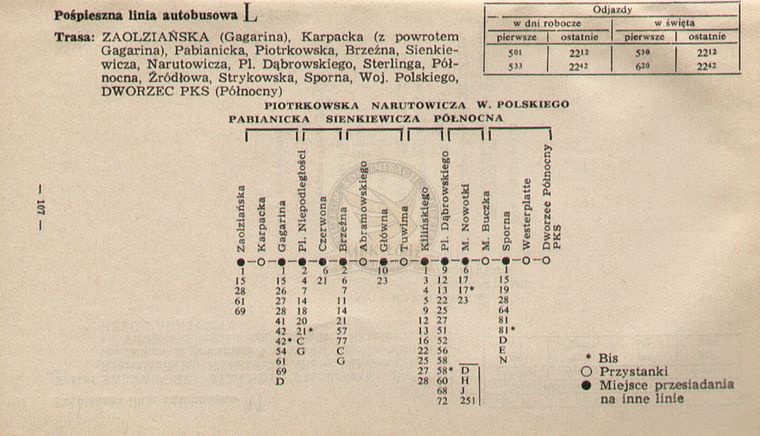 Pośpieszna linia autobusowa L
Trasa: ZAOLZIAŃSKA (Gagarina), Karpacka (z powrotem
Gagarina), Pabianicka, Piotrkowska, Brzeźna, Sienkie-
wicza, Narutowicza, Pl. Dąbrowskiego, Sterlinga, Pół-
nocna, Źródłowa, Strykowska, Sporna, Woj. Polskiego,
DWORZEC PKS (Północny)
Odjazdy
w dni robocze w święta
pierwsze ostatnie pierwsze ostatnie
501 2212 510 2212
533 2242 620 2242
PIOTRKOWSKA NARUTOWICZA W. POLSKIEGO
PABIANICKA SIENKIEWICZA PÓŁNOCNA
Zaolziańska
Karpacka
Gagarina
Pl. Niepodległości
Czerwona
Brzeźna
Abramowskiego
Główna
Tuwima
Kilińskiego
Pl. Dąbrowskiego
M. Nowotki
M. Buczka
Sporna
Westerplatte
Dworzec Północny
PKS
1 1 2 6 2 10 1 9 6 1
15 15 4 21 6 23 3 12 17 15
28 26 7 7 4 13 17* 19
61 27 14 11 5 22 23 28
69 28 18 14 9 25 64
41 20 21 12 27 81
42 21* 57 13 51 81*
42* C 77 16 52 D
54 G C 22 56 E
61 G 25 58 N
69 27 58* D
D 28 60 H
68 J
72 251
* Bis
Przystanki
Miejsce przesiadania
na inne linie
— 107 —